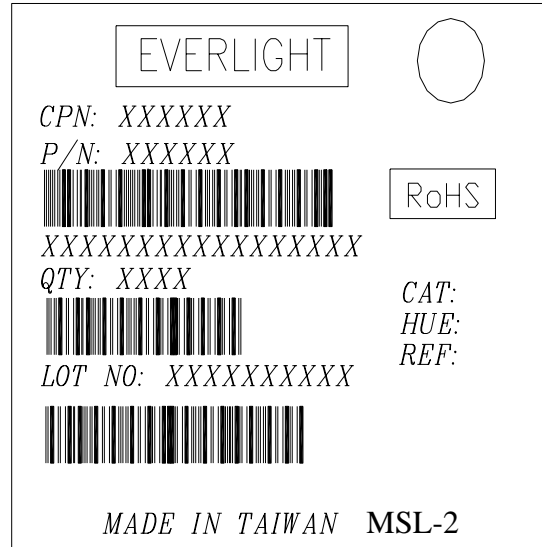 EVERLIGHT
CPN: XXXXXX
P/N: XXXXXX
RoHS
XXXXXXXXXXXXXXXXX
QTY: XXXX
CAT:
HUE:
REF:
LOT NO: XXXXXXXXXX
MADE IN TAIWAN MSL-2